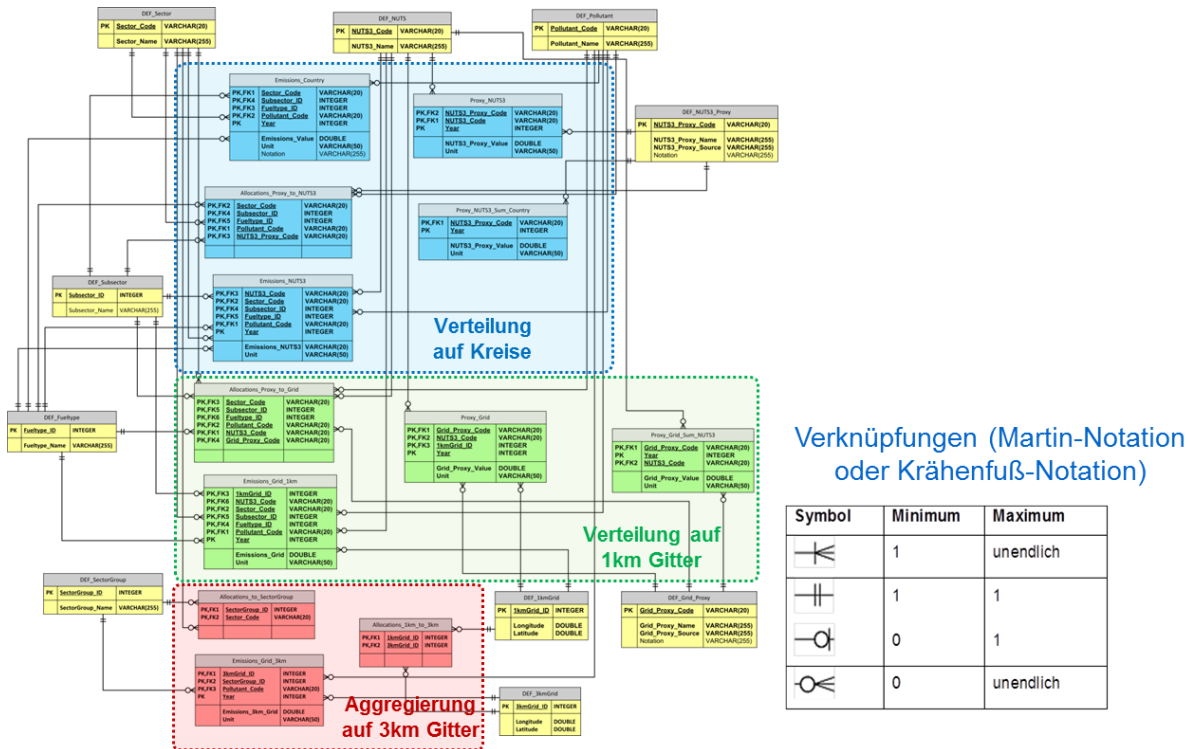 DEF_Sector
PK Sector_Code VARCHAR(20)
Sector_Name VARCHAR(255)
DEF_NUTS
PK NUTS3_Code VARCHAR(20)
NUTS3_Name VARCHAR(255)
DEF_Pollutant
PK Pollutant_Code VARCHAR(20)
Pollutant_Name VARCHAR(255)
Emissions_Country
PK,FK1 Sector_Code VARCHAR(20)
PK,FK4 Subsector_ID INTEGER
PK,FK3 Fueltype_ID INTEGER
PK,FK2 Pollutant_Code VARCHAR(20)
PK Year INTEGER
Emissions_Value DOUBLE
Unit VARCHAR(50)
Notation VARCHAR(255)
Proxy_NUTS3
PK,FK2 NUTS3_Proxy_Code VARCHAR(20)
PK,FK1 NUTS3_Code VARCHAR(20)
PK Year INTEGER
NUTS3_Proxy_Value DOUBLE
Unit VARCHAR(50)
DEF_NUTS3_Proxy
PK NUTS3_Proxy_Code VARCHAR(20)
NUTS3_Proxy_Name VARCHAR(255)
NUTS3_Proxy_Source VARCHAR(255)
Notation VARCHAR(255)
Allocations_Proxy_to_NUTS3
PK,FK2 Sector_Code VARCHAR(20)
PK,FK4 Subsector_ID INTEGER
PK,FK5 Fueltype_ID INTEGER
PK,FK1 Pollutant_Code VARCHAR(20)
PK,FK3 NUTS3_Proxy_Code VARCHAR(20)
Proxy_NUTS3_Sum_Country
PK,FK1 NUTS3_Proxy_Code VARCHAR(20)
PK Year INTEGER
NUTS3_Proxy_Value DOUBLE
Unit VARCHAR(50)
DEF_Subsector
PK Subsector_ID INTEGER
Subsector_Name VARCHAR(255)
Emissions_NUTS3
PK,FK3 NUTS3_Code VARCHAR(20)
PK,FK2 Sector_Code VARCHAR(20)
PK,FK4 Subsector_ID INTEGER
PK,FK5 Fueltype_ID INTEGER
PK,FK1 Pollutant_Code VARCHAR(20)
PK Year INTEGER
Emissions_NUTS3 DOUBLE
Unit VARCHAR(50)
Verteilung
auf Kreise
DEF_Fueltype
PK Fueltype_ID INTEGER
Fueltype_Name VARCHAR(255)
Allocations_Proxy_to_Grid
PK,FK3 Sector_Code VARCHAR(20)
PK,FK5 Subsector_ID INTEGER
PK,FK6 Fueltype_ID INTEGER
PK,FK2 Pollutant_Code VARCHAR(20)
PK,FK1 NUTS3_Code VARCHAR(20)
PK,FK4 Grid_Proxy_Code VARCHAR(20)
Proxy_Grid
PK,FK1 Grid_Proxy_Code VARCHAR(20)
PK,FK2 NUTS3_Code VARCHAR(20)
PK,FK3 1kmGrid_ID INTEGER
PK Year INTEGER
Grid_Proxy_Value DOUBLE
Unit VARCHAR(50)
Proxy_Grid_Sum_NUTS3
PK,FK1 Grid_Proxy_Code VARCHAR(20)
PK Year INTEGER
PK,FK2 NUTS3_Code VARCHAR(20)
Grid_Proxy_Value DOUBLE
Unit VARCHAR(50)
Emissions_Grid_1km
PK,FK3 1kmGrid_ID INTEGER
PK,FK6 NUTS3_Code VARCHAR(20)
PK,FK2 Sector_Code VARCHAR(20)
PK,FK5 Subsector_ID INTEGER
PK,FK4 Fueltype_ID INTEGER
PK,FK1 Pollutant_Code VARCHAR(20)
PK Year INTEGER
Emissions_Grid DOUBLE
Unit VARCHAR(50)
Verteilung auf
1km Gitter
DEF_SectorGroup
PK SectorGroup_ID INTEGER
SectorGroup_Name VARCHAR(255)
Allocations_to_SectorGroup
PK,FK1 SectorGroup_ID INTEGER
PK,FK2 Sector_Code VARCHAR(20)
Allocations_1km_to_3km
PK,FK1 1kmGrid_ID INTEGER
PK,FK2 3kmGrid_ID INTEGER
DEF_1kmGrid
PK 1kmGrid_ID INTEGER
Longitude DOUBLE
Latitude DOUBLE
DEF_Grid_Proxy
PK Grid_Proxy_Code VARCHAR(20)
Grid_Proxy_Name VARCHAR(255)
Grid_Proxy_Source VARCHAR(255)
Notation VARCHAR(255)
Emissions_Grid_3km
PK,FK1 3kmGrid_ID INTEGER
PK,FK2 SectorGroup_ID INTEGER
PK,FK3 Pollutant_Code VARCHAR(20)
PK Year INTEGER
Emissions_3km_Grid DOUBLE
Unit VARCHAR(50)
Aggregierung
auf 3km Gitter
DEF_3kmGrid
PK 3kmGrid_ID INTEGER
Longitude DOUBLE
Latitude DOUBLE
Verknüpfungen (Martin-Notation
oder Krähenfuß-Notation)
Symbol Minimum Maximum
1 unendlich
1 1
0 1
0 unendlich